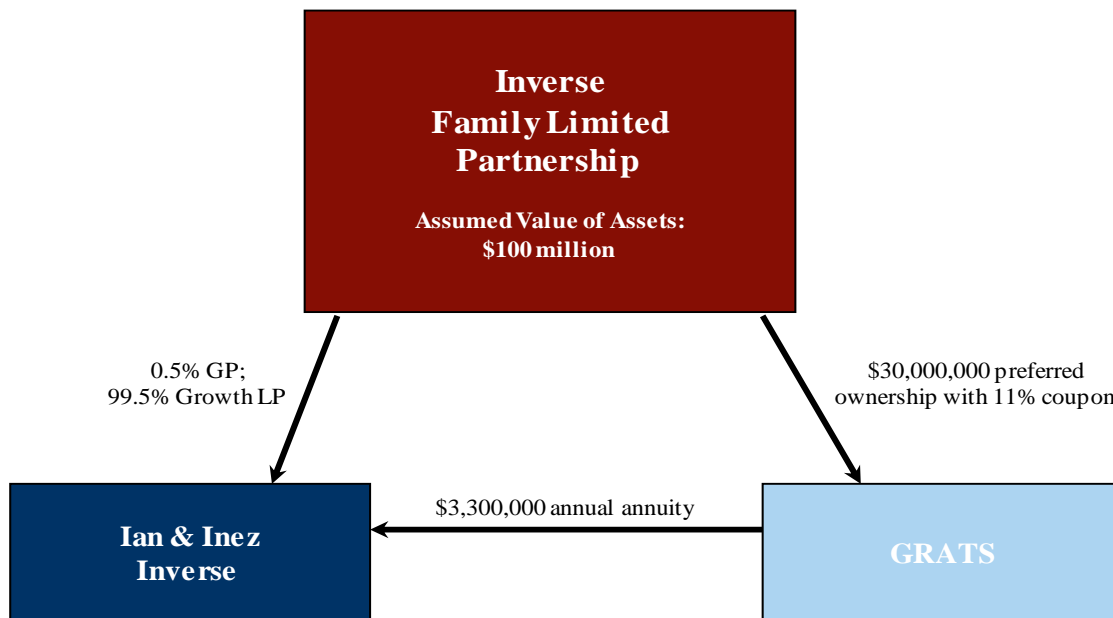 Inverse
Family Limited
Partnership
Assumed Value of Assets:
$100 million
0.5% GP;
99.5% Growth LP
$30,000,000 preferred
ownership with 11% coupon
$3,300,000 annual annuity
Ian & Inez
Inverse
GRATS